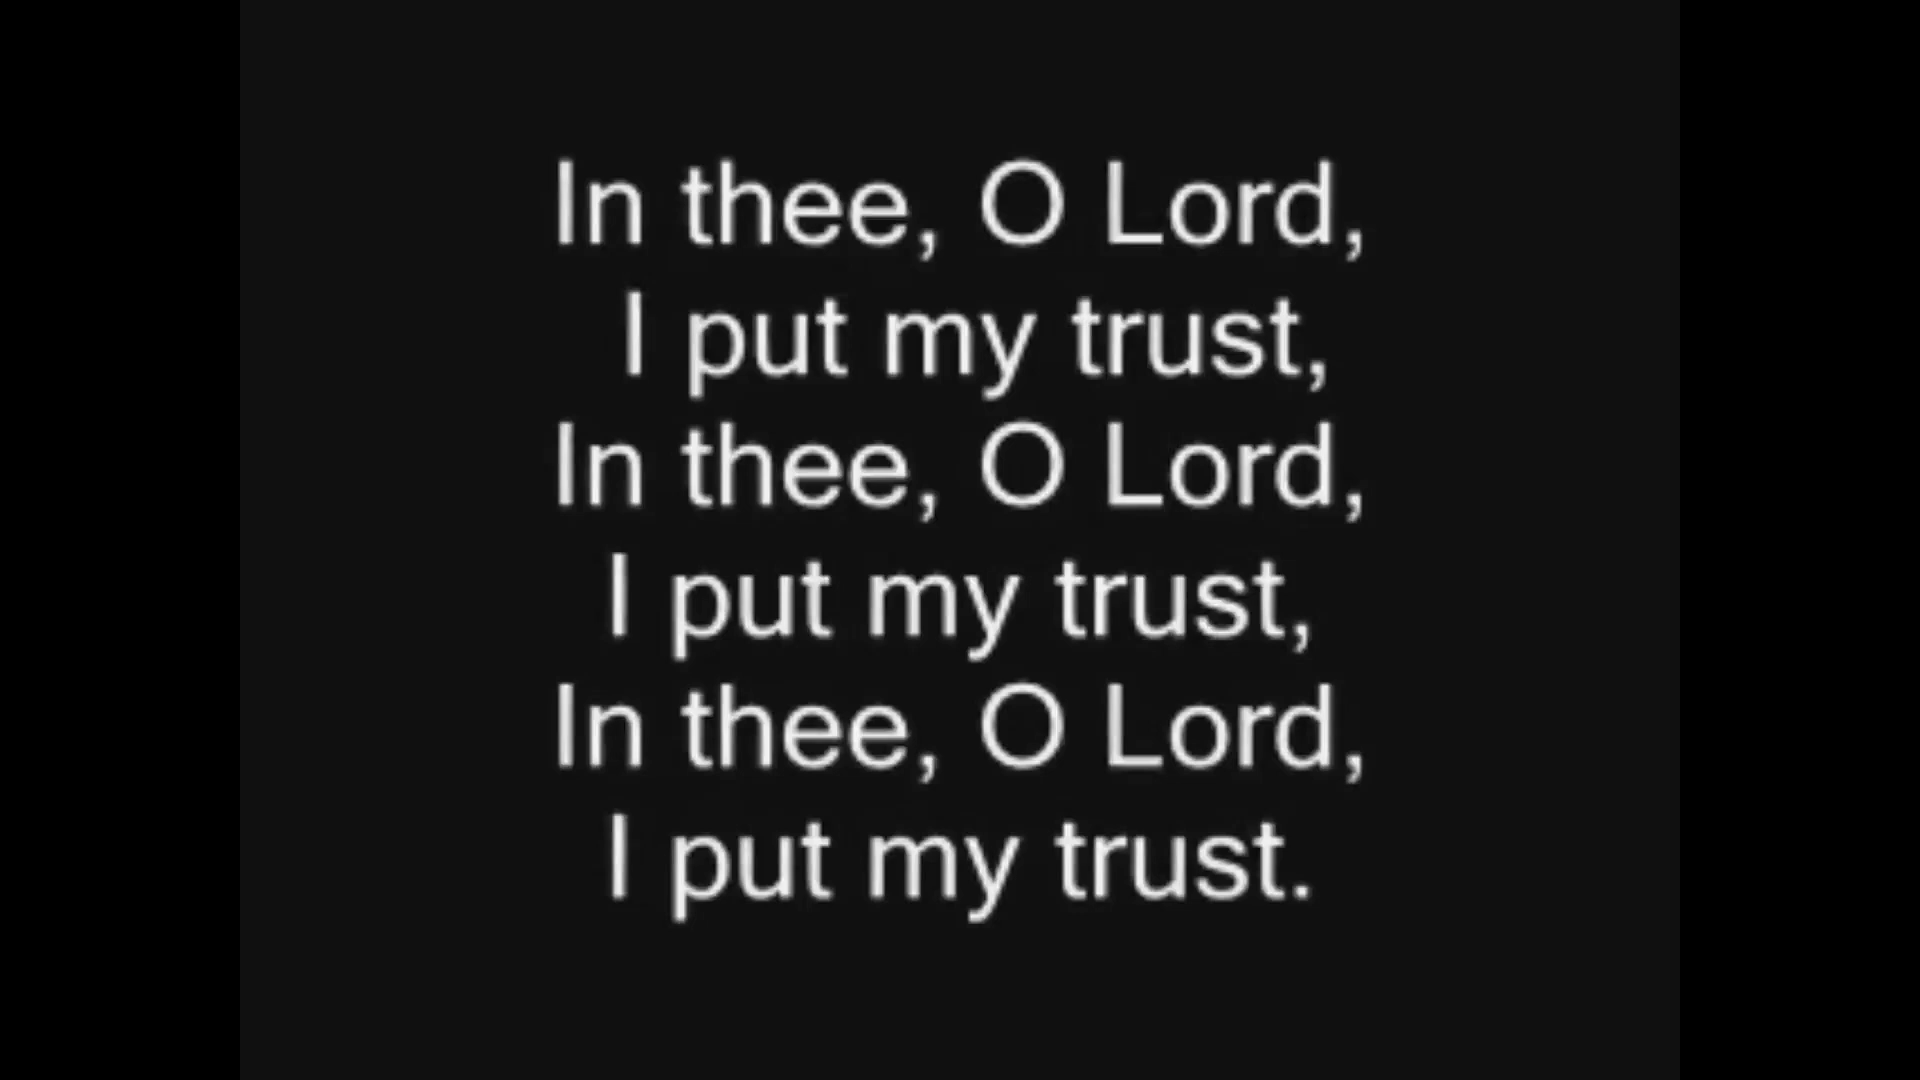 In thee, O Lord,
I put my trust,
In thee, O Lord,
I put my trust,
In thee, O Lord,
I put my trust.